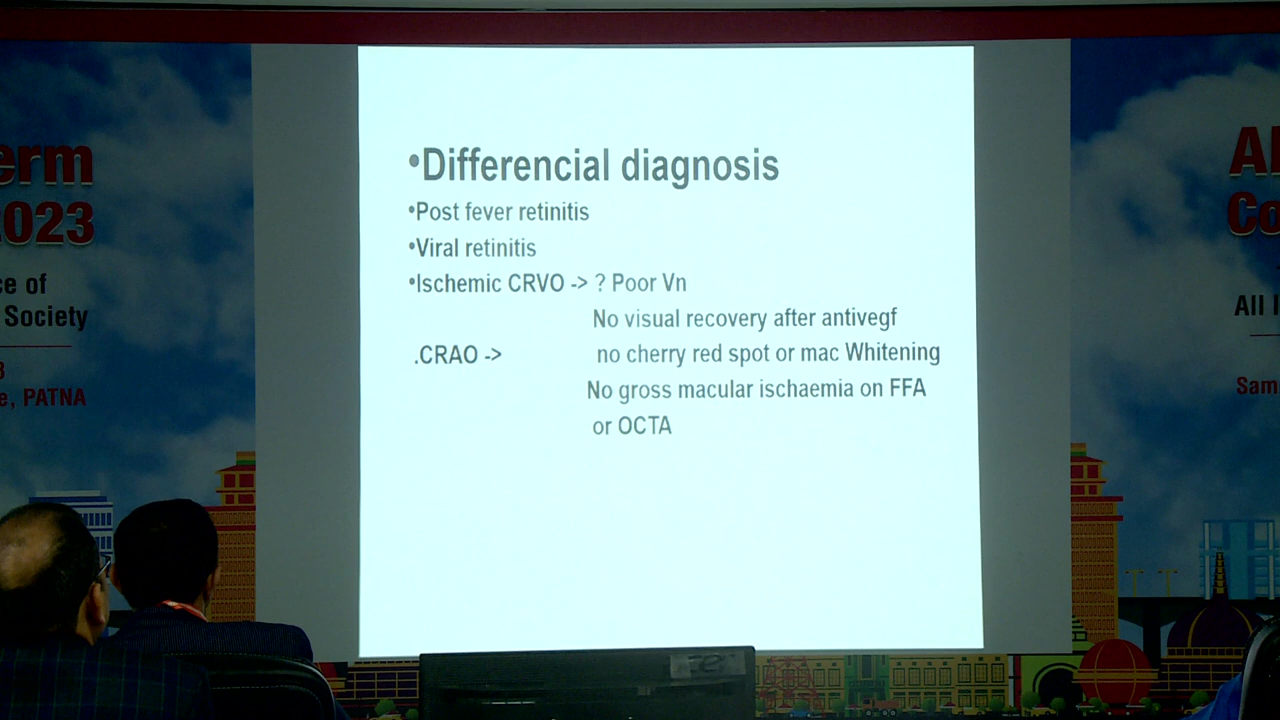 •Differencial diagnosis
•Post fever retinitis
•Viral retinitis
•Ischemic CRVO -> ? Poor Vn
No visual recovery after antivegf
.CRAO -> no cherry red spot or mac Whitening
No gross macular ischaemia on FFA
or OCTA
erm
2023
ce of
Society
3
e, PATNA
Co
All I
Sam